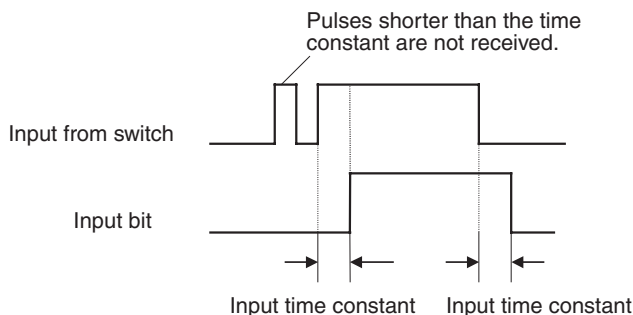 Pulses shorter than the time
constant are not received.
Input from switch
Input bit
Input time constant
Input time constant